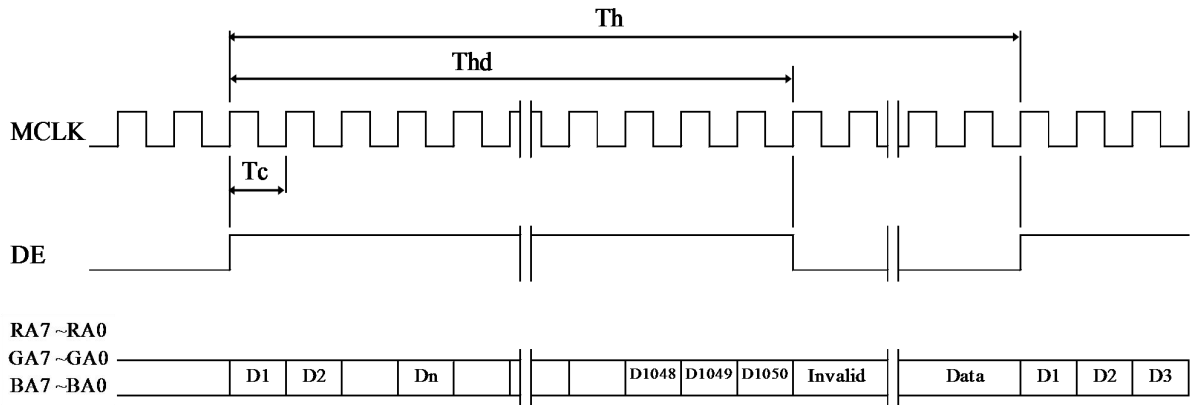 Th
Thd
MCLK
Tc
DE
RA7 ~RA0
GA7 ~GA0
BA7 ~BA0
D1 D2 Dn D1048 D1049 D1050 Invalid Data D1 D2 D3